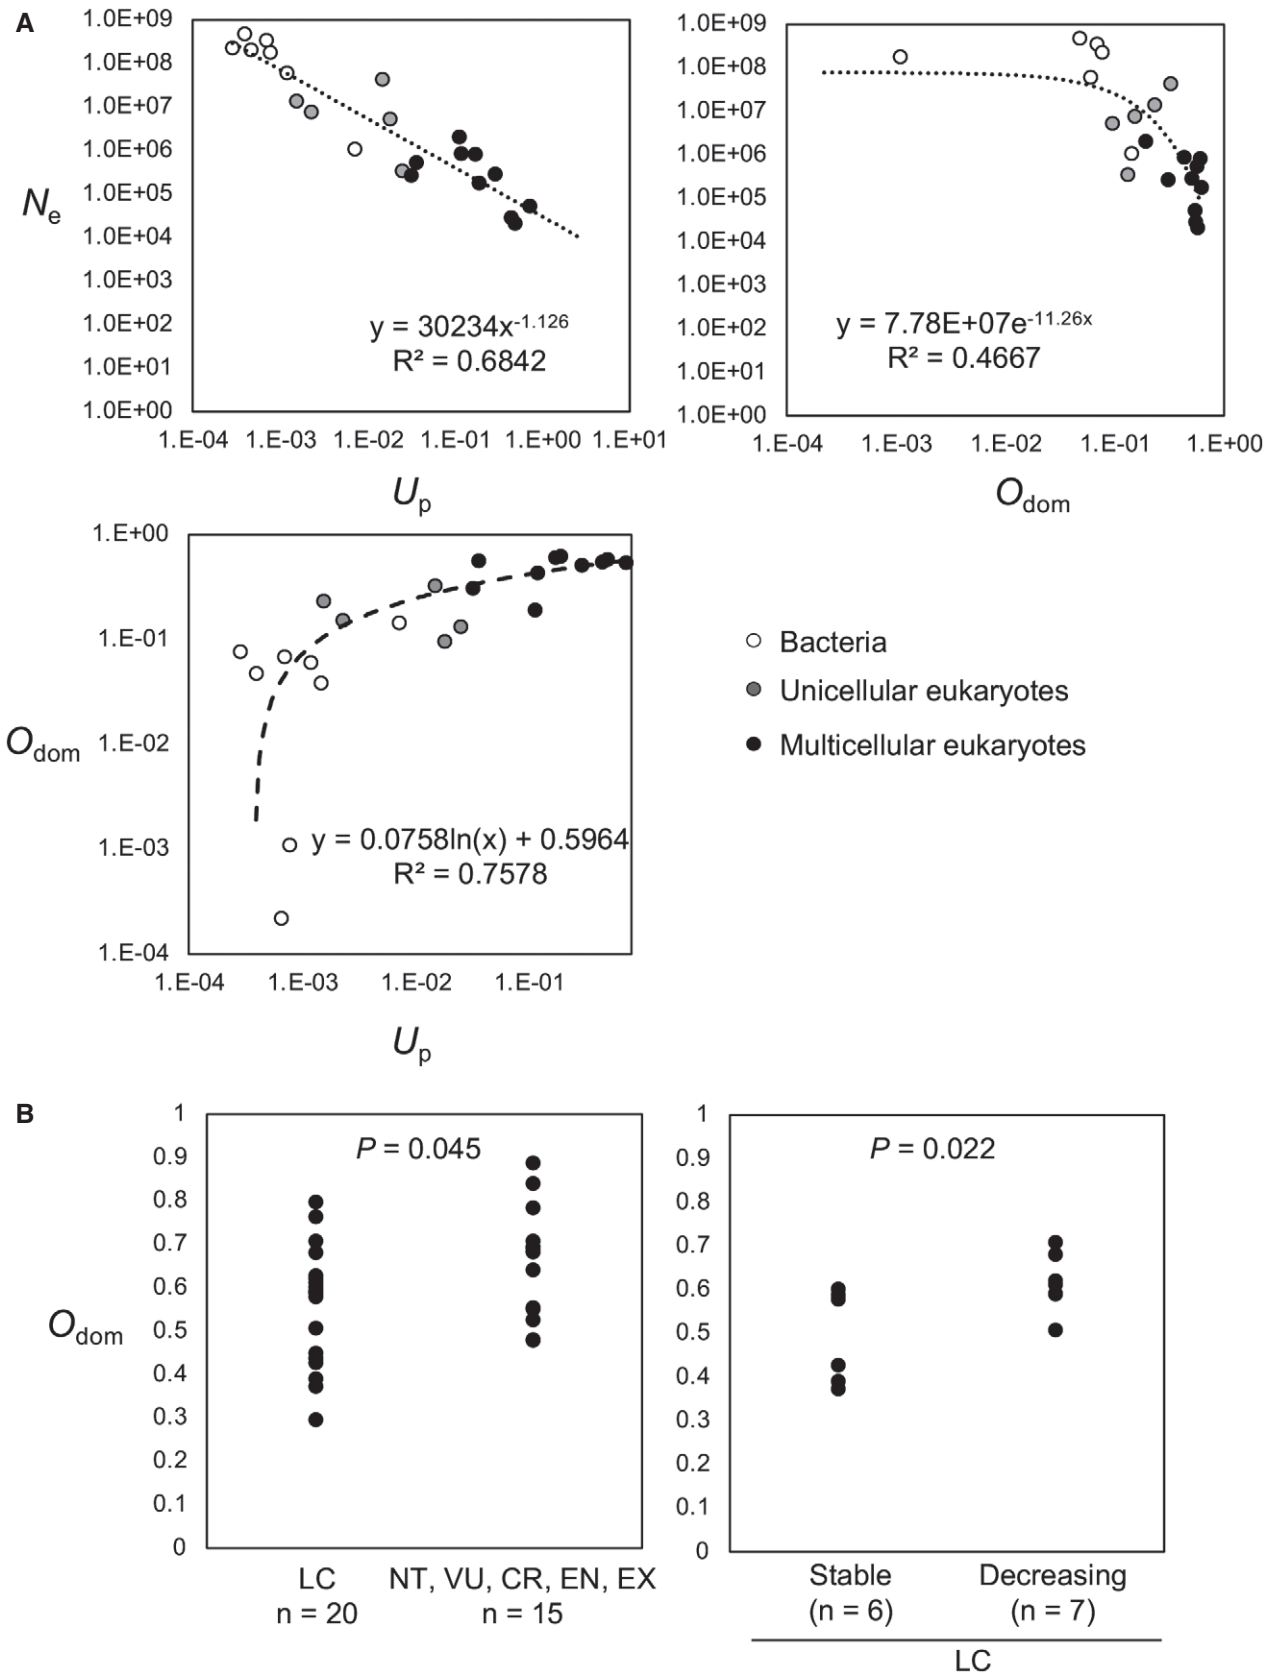 A
1.0E+09
1.0E+08
1.0E+07
1.0E+06
1.0E+05
1.0E+04
1.0E+03
1.0E+02
1.0E+01
1.0E+00
Ne
y = 30234x-1.126
R² = 0.6842
1.E-04 1.E-03 1.E-02 1.E-01 1.E+00 1.E+01
Up
1.0E+09
1.0E+08
1.0E+07
1.0E+06
1.0E+05
1.0E+04
1.0E+03
1.0E+02
1.0E+01
1.0E+00
y = 7.78E+07e-11.26x
R² = 0.4667
1.E-04 1.E-03 1.E-02 1.E-01 1.E+00
Odom
1.E+00
1.E-01
1.E-02
1.E-03
1.E-04
Odom
y = 0.0758ln(x) + 0.5964
R² = 0.7578
1.E-04 1.E-03 1.E-02 1.E-01
Up
Bacteria
Unicellular eukaryotes
Multicellular eukaryotes
B
1
0.9
0.8
0.7
0.6
0.5
0.4
0.3
0.2
0.1
0
Odom
P = 0.045
LC NT, VU, CR, EN, EX
n = 20 n = 15
1
0.9
0.8
0.7
0.6
0.5
0.4
0.3
0.2
0.1
0
P = 0.022
Stable Decreasing
(n = 6) (n = 7)
LC